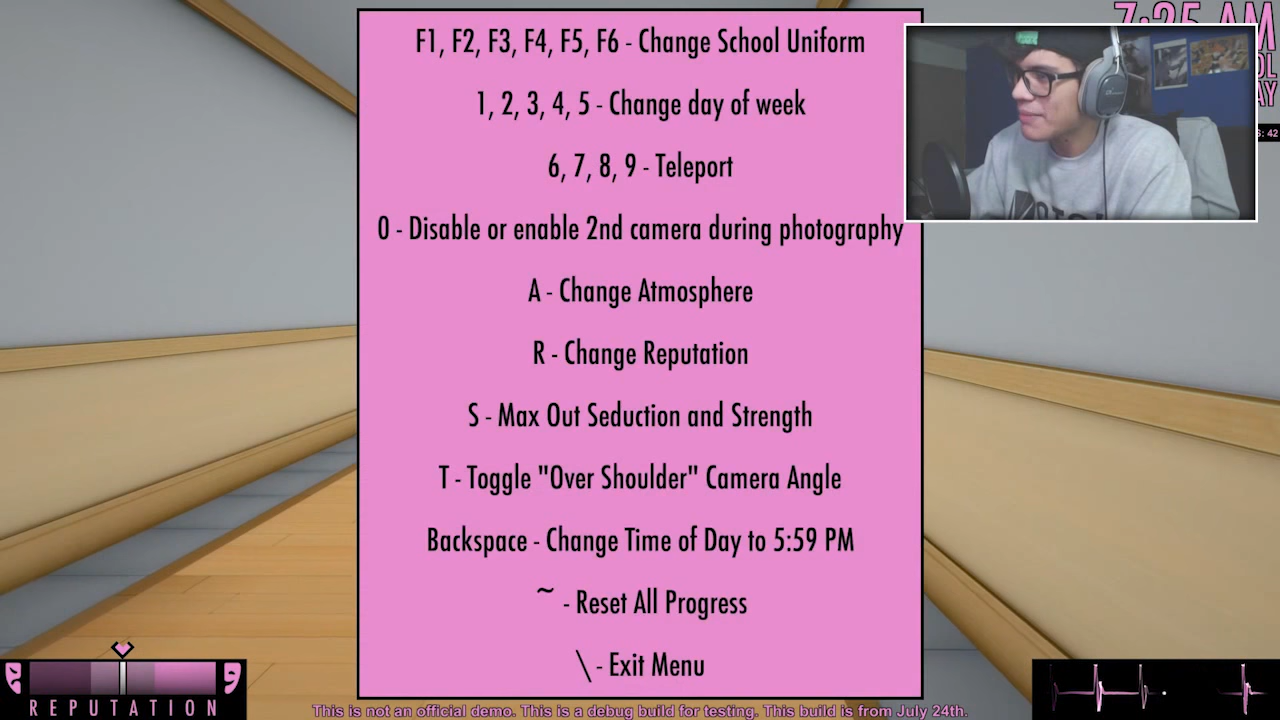 F1, F2, F3, F4, F5, F6 - Change School Uniform
1, 2, 3, 4, 5 - Change day of week
6, 7, 8, 9 - Teleport
0 - Disable or enable 2nd camera during photography
A - Change Atmosphere
R - Change Reputation
S - Max Out Seduction and Strength
T - Toggle "Over Shoulder" Camera Angle
Backspace - Change Time of Day to 5:59 PM
~ - Reset All Progress
\ - Exit Menu
7:25 AM
: 42
REPUTATION
This is not an official demo. This is a debug build for testing. This build is from July 24th.